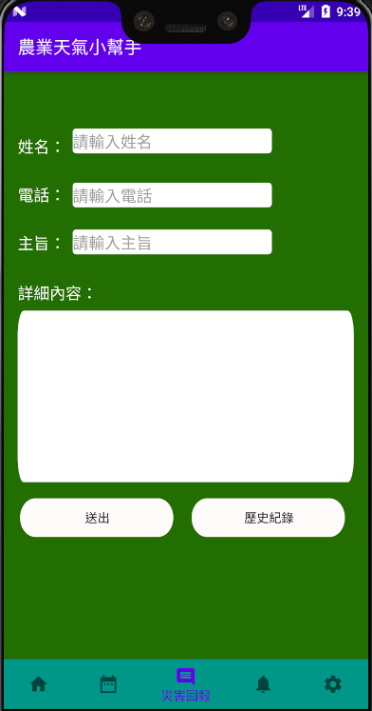 LTE 9:39
農業天氣小幫手
姓名： 請輸入姓名
電話： 請輸入電話
主旨： 請輸入主旨
詳細內容：
送出 歷史紀錄
災害回報